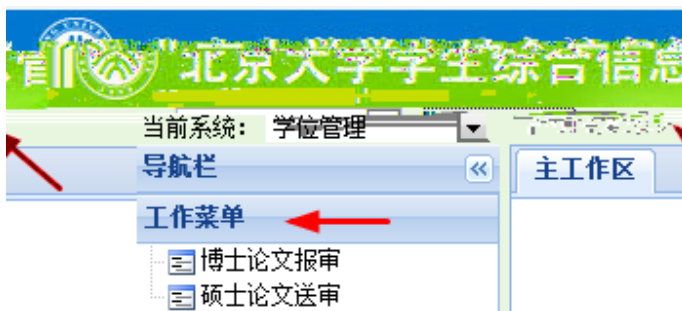 北京大学学生综合信息
当前系统： 学位管理
导航栏
主工作区
工作菜单
博士论文报审
硕士论文送审